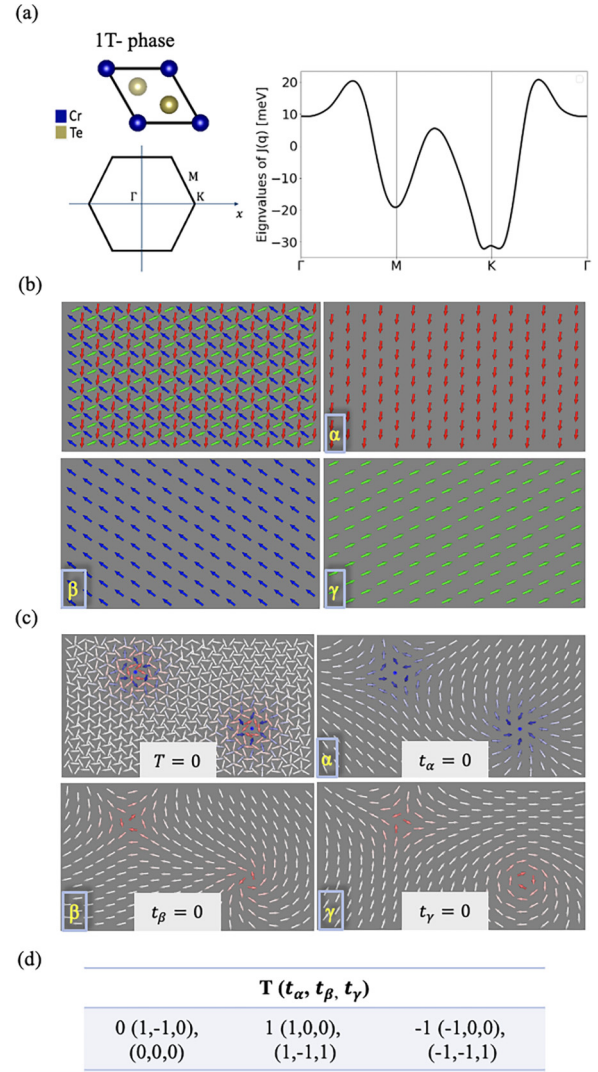 (a)
1T- phase
Cr
Te
M
Γ
K
x
Eignvalues of J(q) [meV]
20
10
0
−10
−20
−30
Γ
M
K
Γ
(b)
α
β
γ
(c)
T = 0
α
tα = 0
β
tβ = 0
γ
tγ = 0
(d)
T (tα, tβ, tγ)
0 (1,-1,0), 1 (1,0,0), -1 (-1,0,0),
(0,0,0) (1,-1,1) (-1,-1,1)